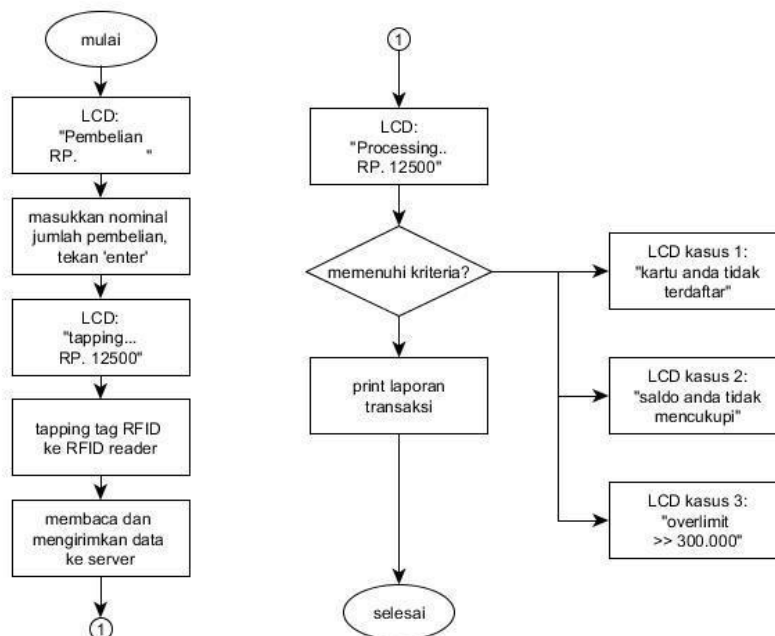 mulai
LCD:
"Pembelian
RP. "
masukkan nominal
jumlah pembelian,
tekan 'enter'
LCD:
"tapping...
RP. 12500"
tapping tag RFID
ke RFID reader
membaca dan
mengirimkan data
ke server
1
1
LCD:
"Processing..
RP. 12500"
memenuhi kriteria?
print laporan
transaksi
selesai
LCD kasus 1:
"kartu anda tidak
terdaftar"
LCD kasus 2:
"saldo anda tidak
mencukupi"
LCD kasus 3:
"overlimit
>> 300.000"